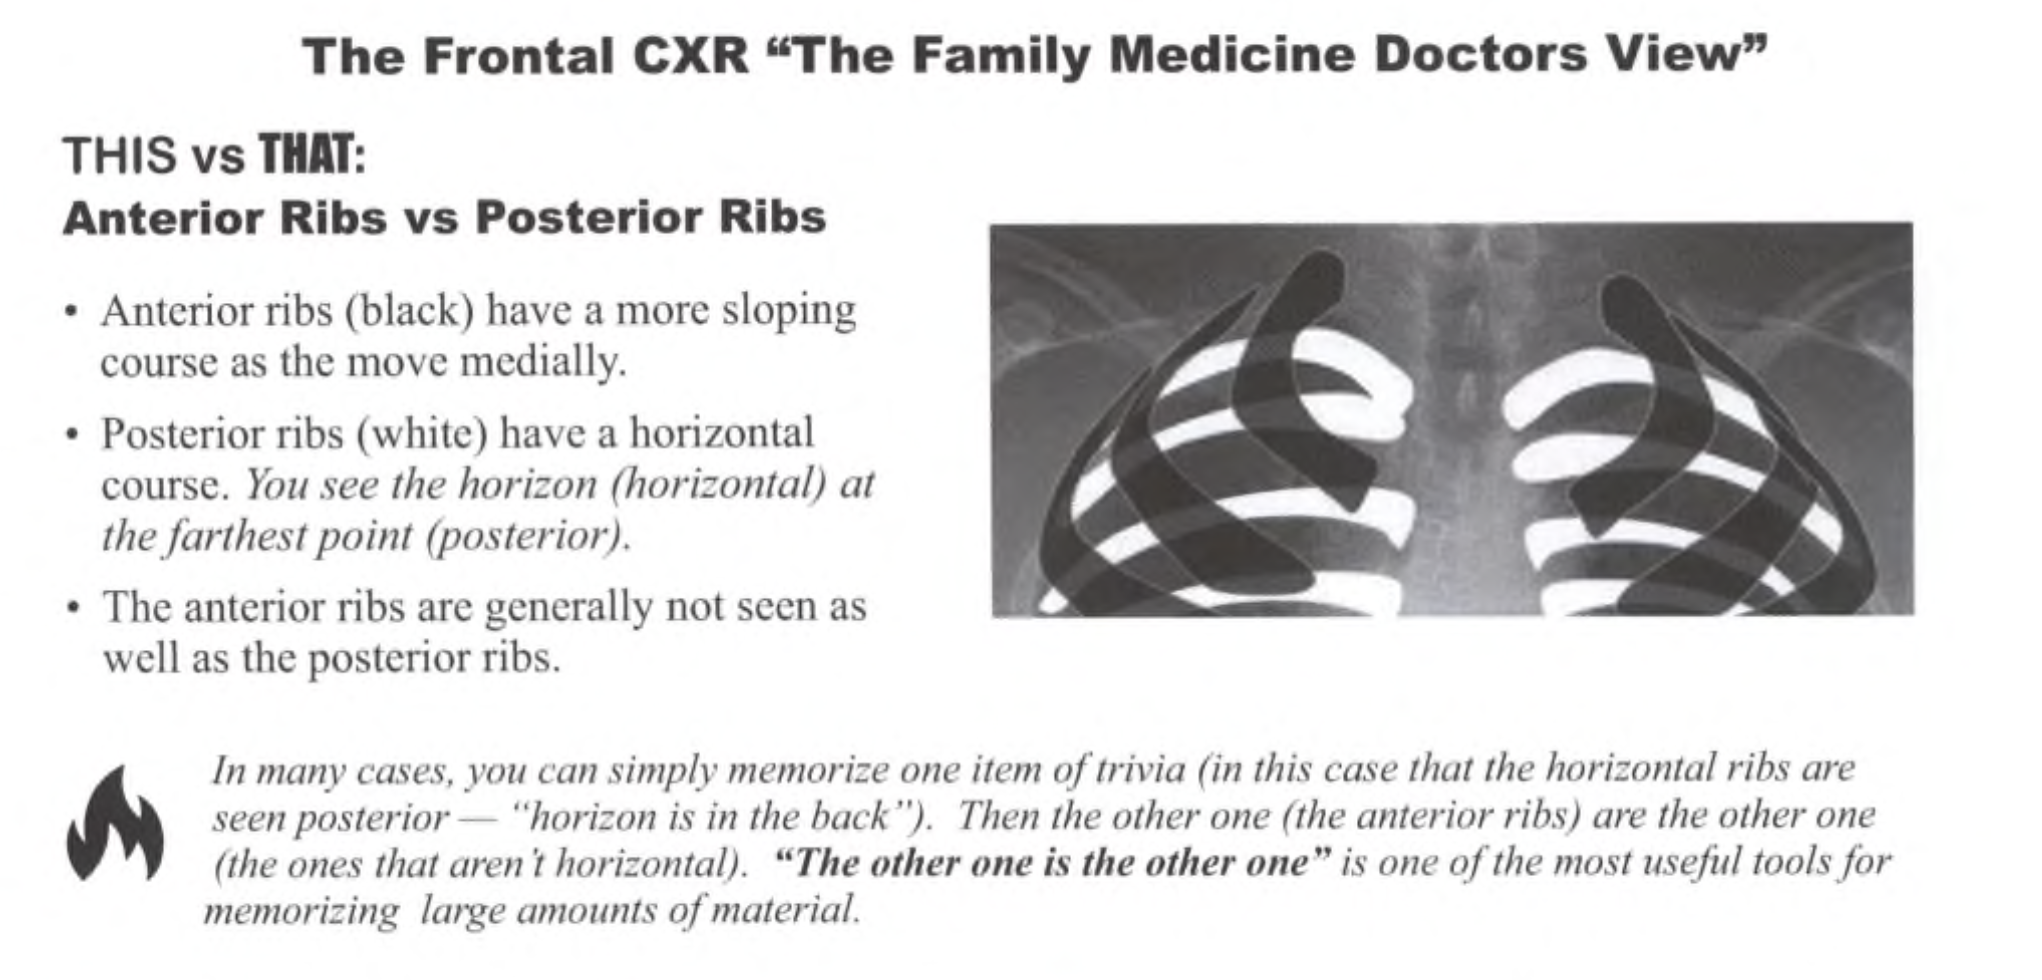 The Frontal CXR “The Family Medicine Doctors View”
THIS vs THAT:
Anterior Ribs vs Posterior Ribs
• Anterior ribs (black) have a more sloping
course as the move medially.
• Posterior ribs (white) have a horizontal
course. You see the horizon (horizontal) at
the farthest point (posterior).
• The anterior ribs are generally not seen as
well as the posterior ribs.
In many cases, you can simply memorize one item of trivia (in this case that the horizontal ribs are
seen posterior — “horizon is in the back”). Then the other one (the anterior ribs) are the other one
(the ones that aren't horizontal). “The other one is the other one” is one of the most useful tools for
memorizing large amounts of material.